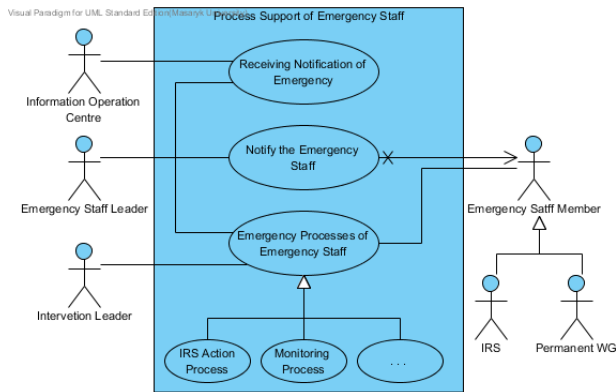 Visual Paradigm for UML Standard Edition(Masaryk University)
Process Support of Emergency Staff
Receiving Notification of
Emergency
Information Operation
Centre
Notify the Emergency
Staff
Emergency Staff Leader
Emergency Satff Member
Emergency Processes of
Emergency Staff
Intervetion Leader
IRS
Permanent WG
IRS Action
Process
Monitoring
Process
. . .